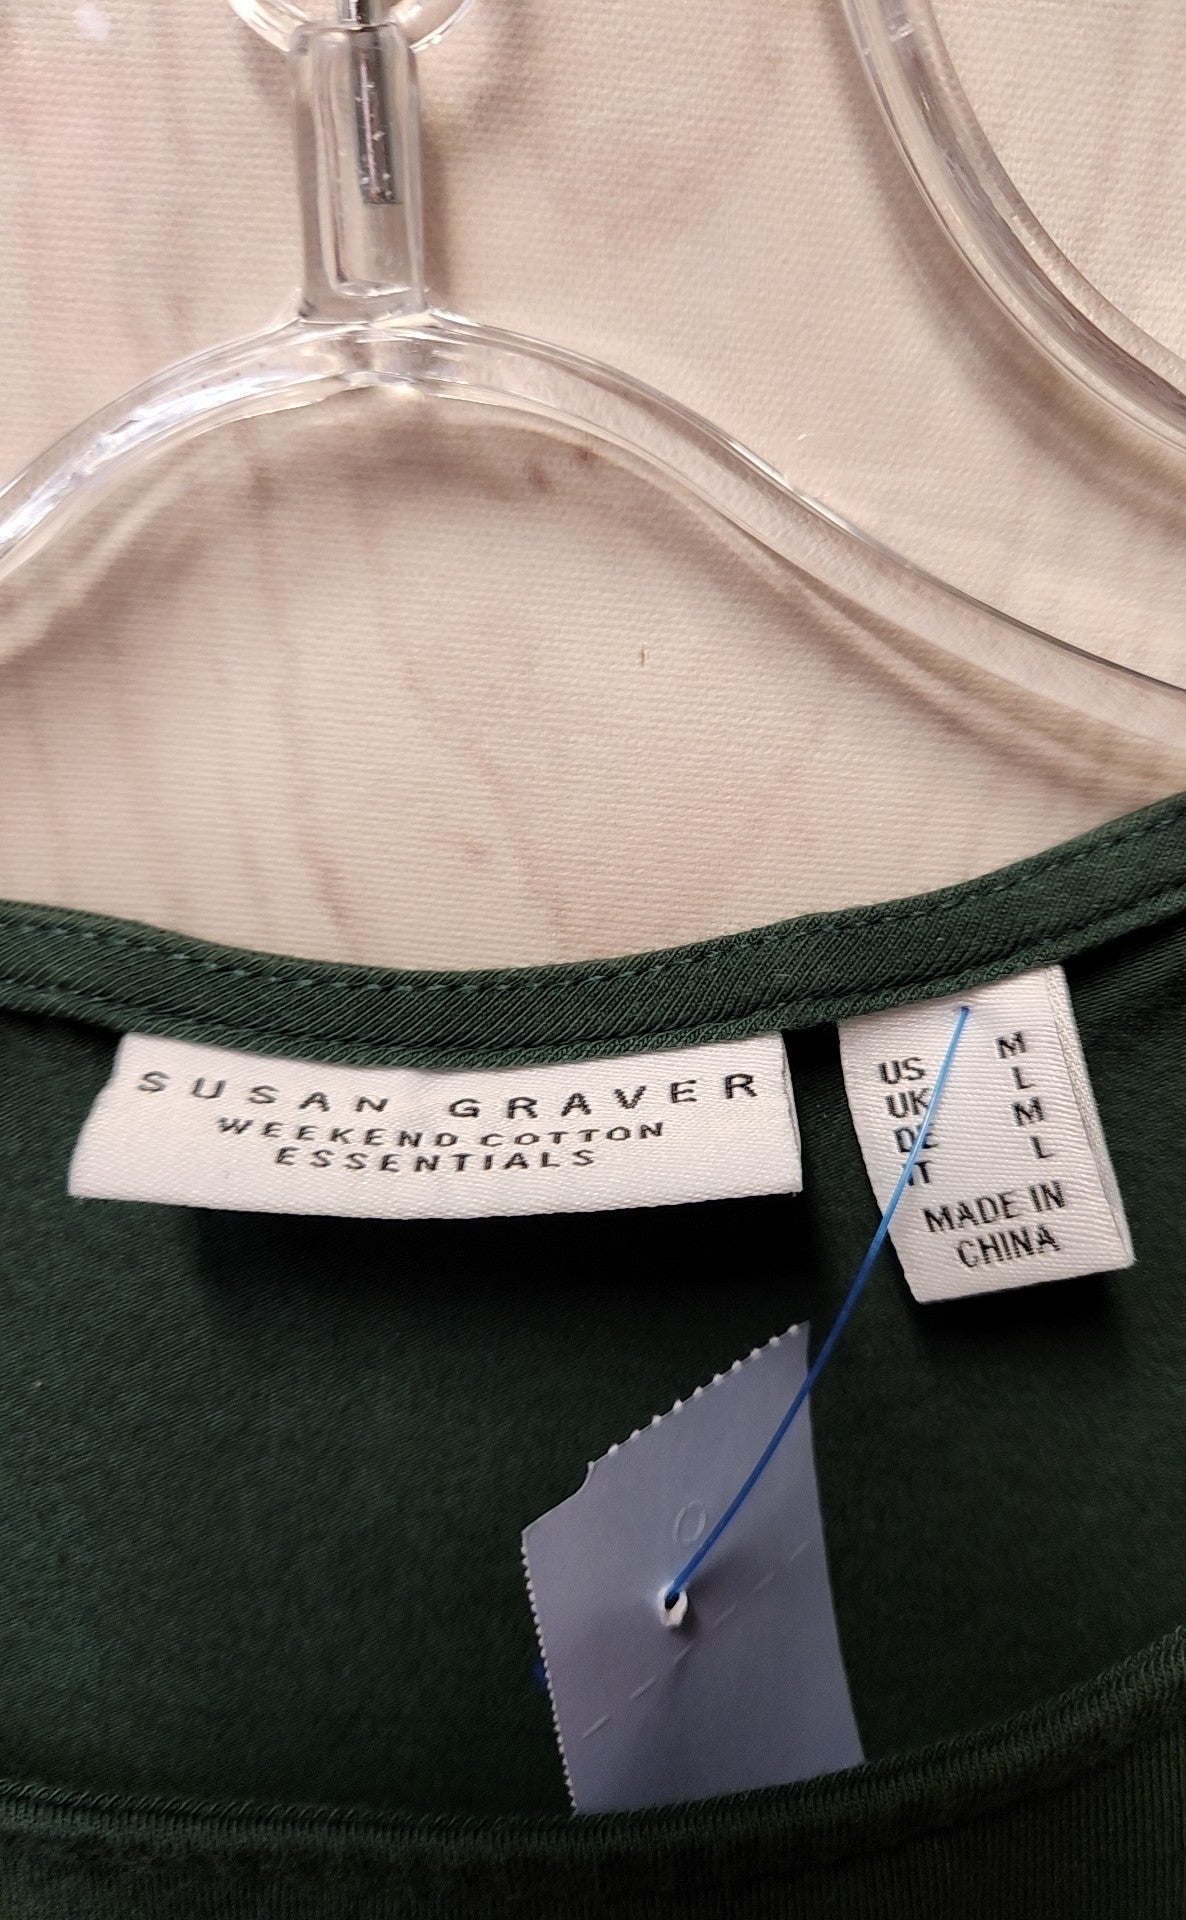 SUSAN GRAVER
WEEKEND COTTON
ESSENTIALS
US M
UK L
DE M
IT L
MADE IN
CHINA